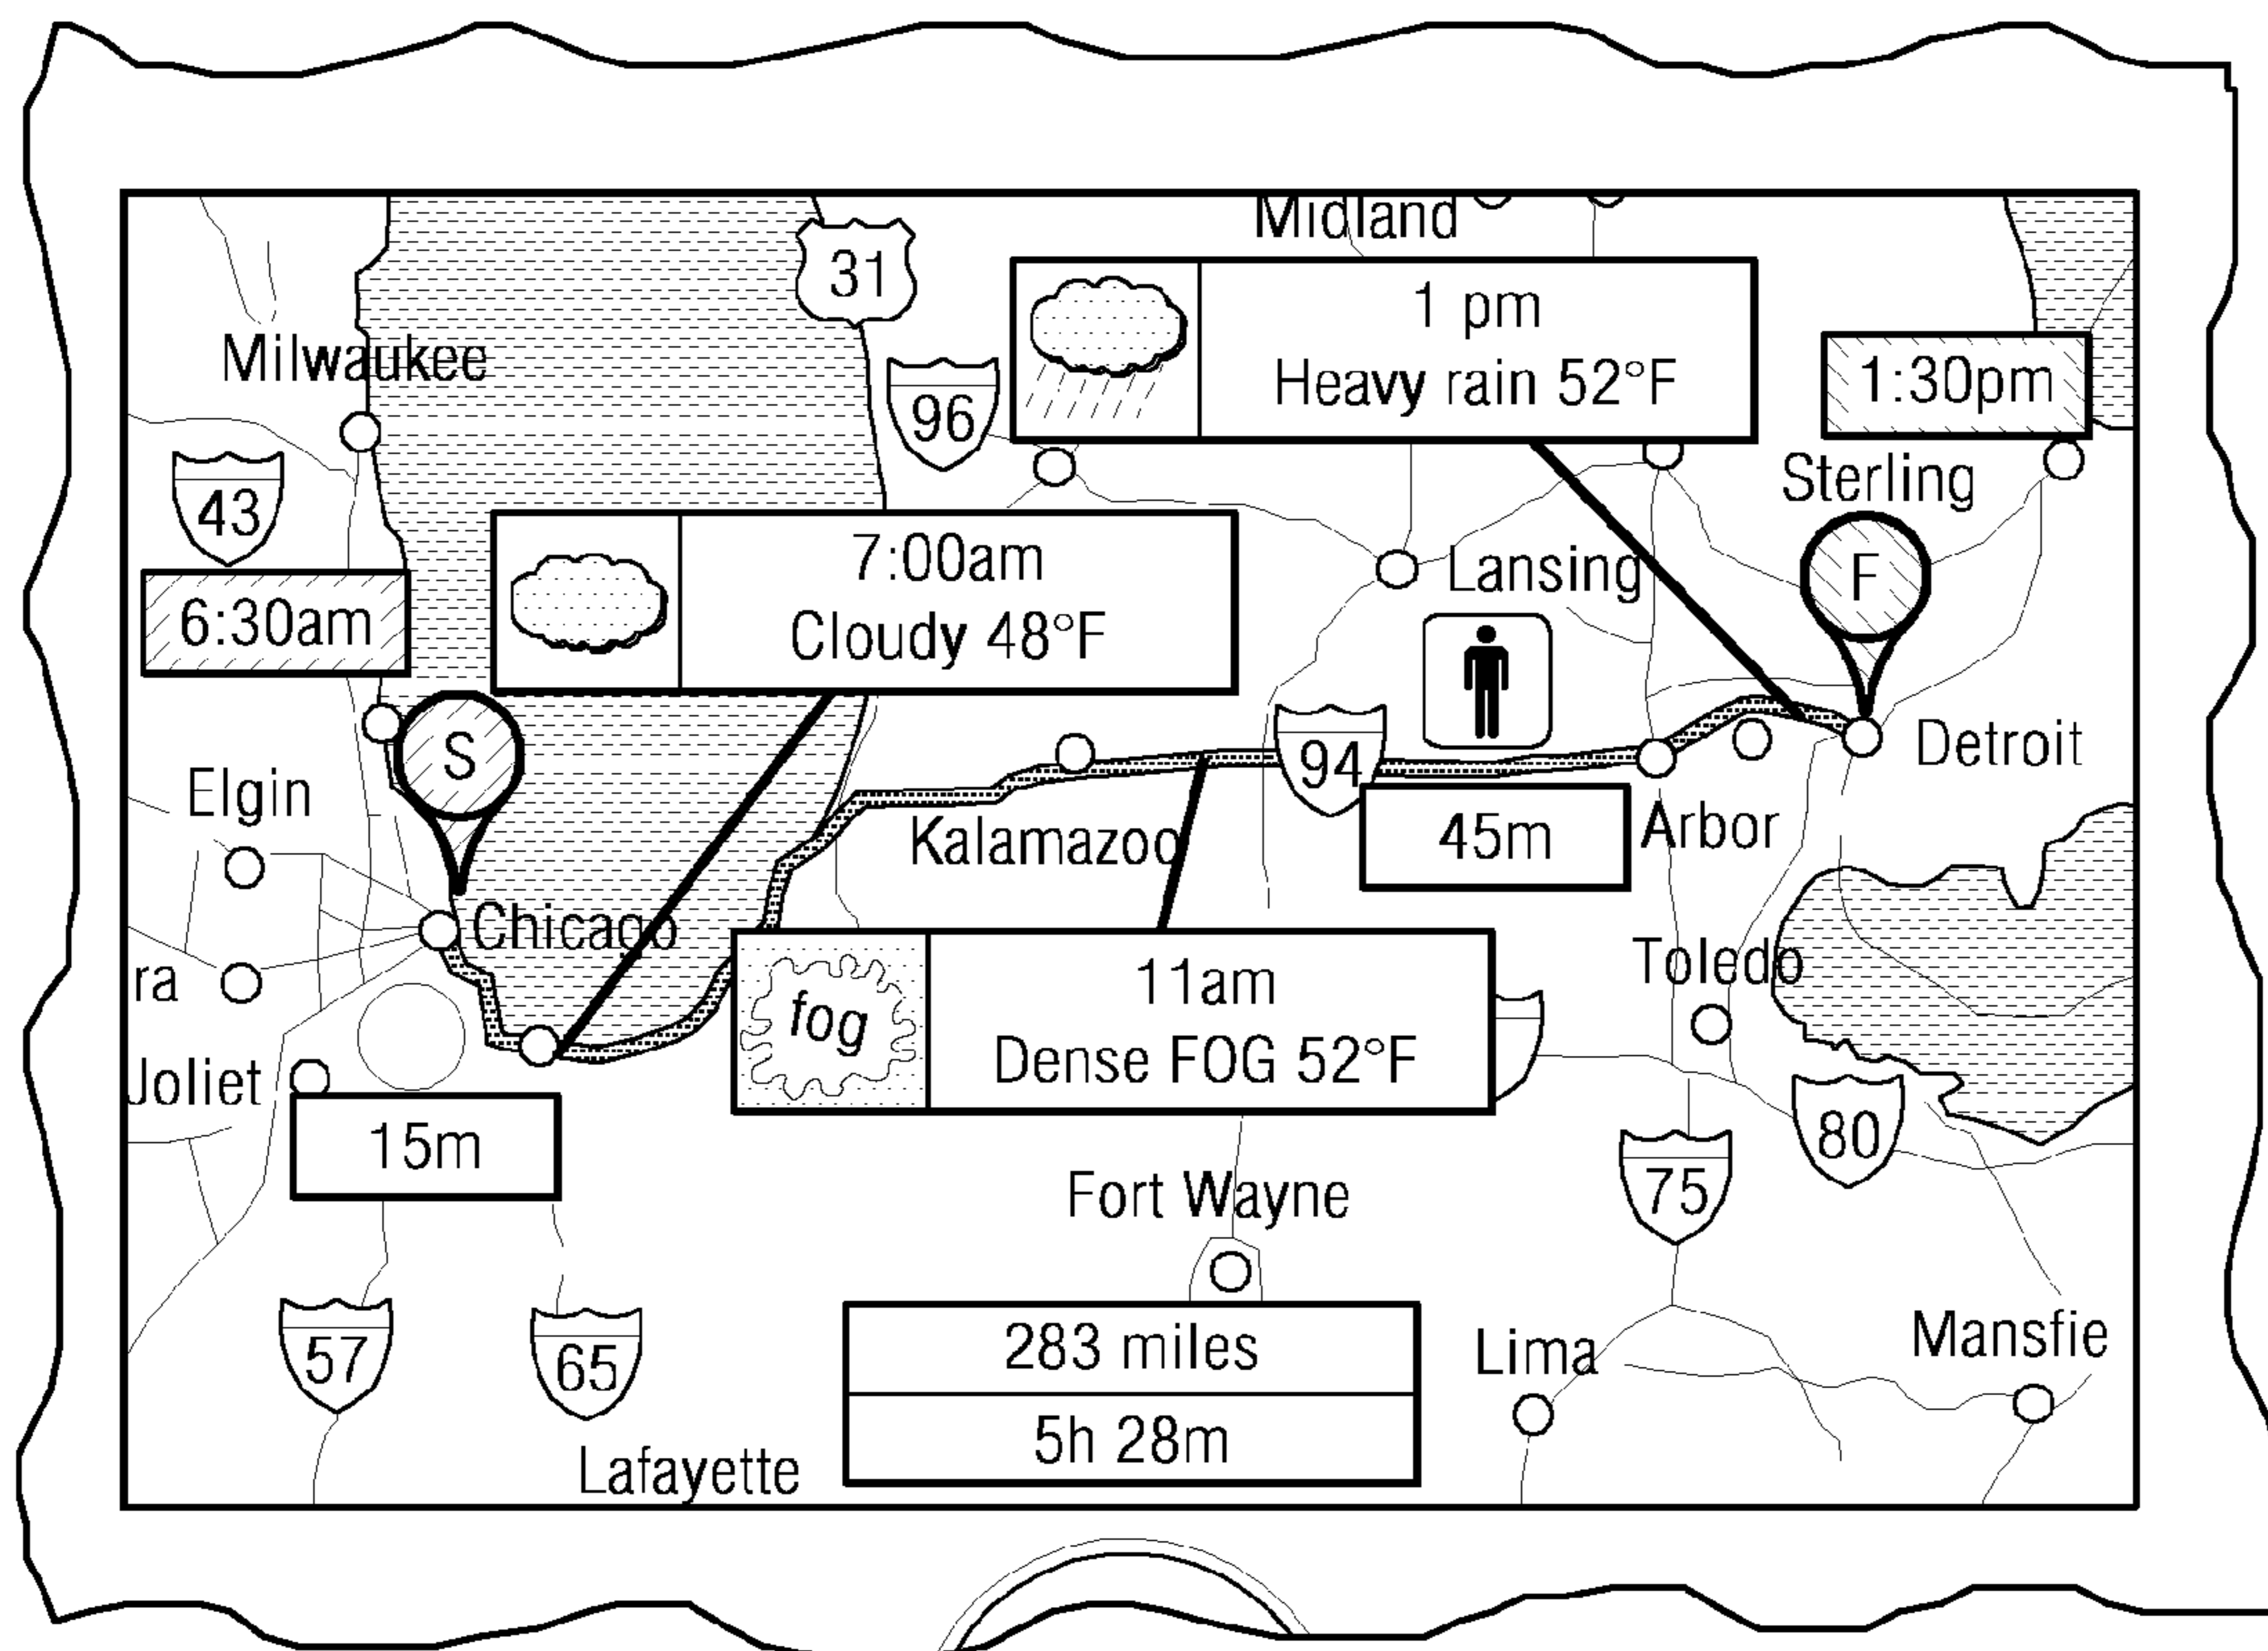 Midland
31
1 pm
Heavy rain 52°F
1:30pm
Milwaukee
96
Sterling
43
7:00am
Cloudy 48°F
Lansing
F
6:30am
S
94
Detroit
Elgin
Kalamazoo
45m
Arbor
Chicago
ra
fog
11am
Dense FOG 52°F
Toledo
Joliet
15m
80
75
Fort Wayne
57
65
283 miles
5h 28m
Lima
Mansfie
Lafayette